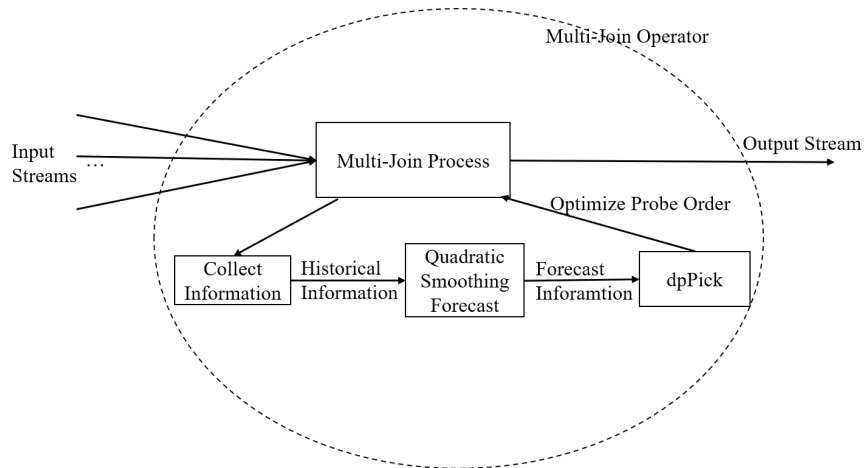 Multi-Join Operator
Input
Streams
...
Multi-Join Process
Output Stream
Optimize Probe Order
Collect
Information
Historical
Information
Quadratic
Smoothing
Forecast
Forecast
Inforamtion
dpPick